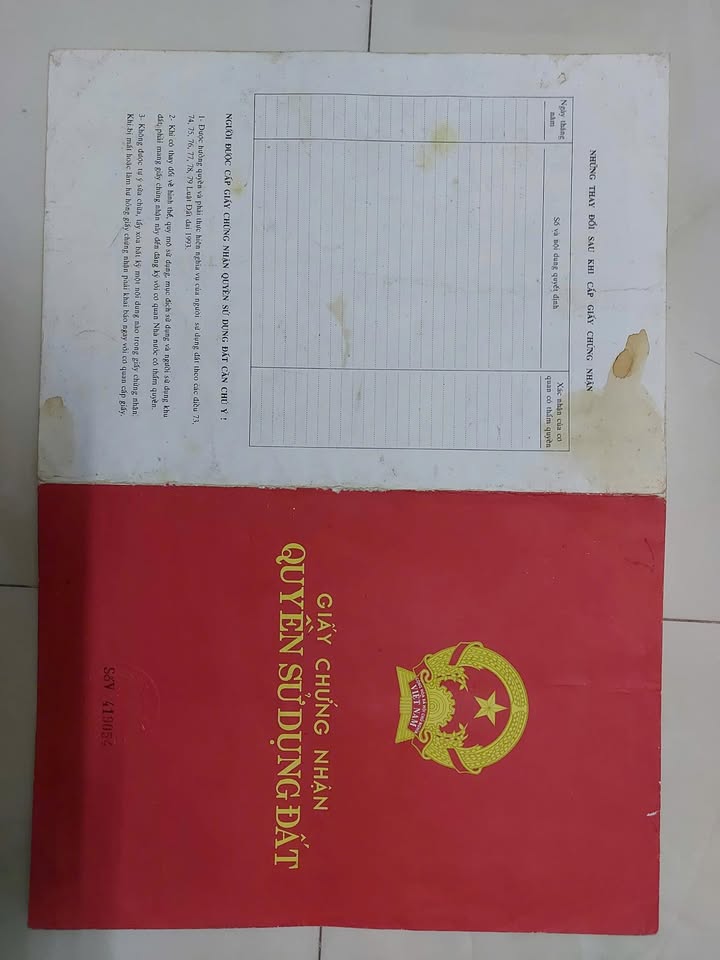 NHỮNG THAY ĐỔI SAU KHI CẤP GIẤY CHỨNG NHẬN
Ngày tháng
năm
Số và nội dung quyết định
Xác nhận của cơ
quan có thẩm quyền
NGƯỜI ĐƯỢC CẤP GIẤY CHỨNG NHẬN QUYỀN SỬ DỤNG ĐẤT CẦN CHÚ Ý !
1- Được hưởng quyền và phải thực hiện nghĩa vụ của người sử dụng đất theo các điều 73,
74, 75, 76, 77, 78, 79 Luật Đất đai 1993.
2- Khi có thay đổi về hình thể, quy mô sử dụng, mục đích sử dụng và người sử dụng khu
đất, phải mang giấy chứng nhận này đến đăng ký với cơ quan Nhà nước có thẩm quyền.
3- Không được tự ý sửa chữa, tẩy xóa bất kỳ một nội dung nào trong giấy chứng nhận.
Khi bị mất hoặc làm hư hỏng giấy chứng nhận phải khai báo ngay với cơ quan cấp giấy.
VIỆT NAM
GIẤY CHỨNG NHẬN
QUYỀN SỬ DỤNG ĐẤT
SốV